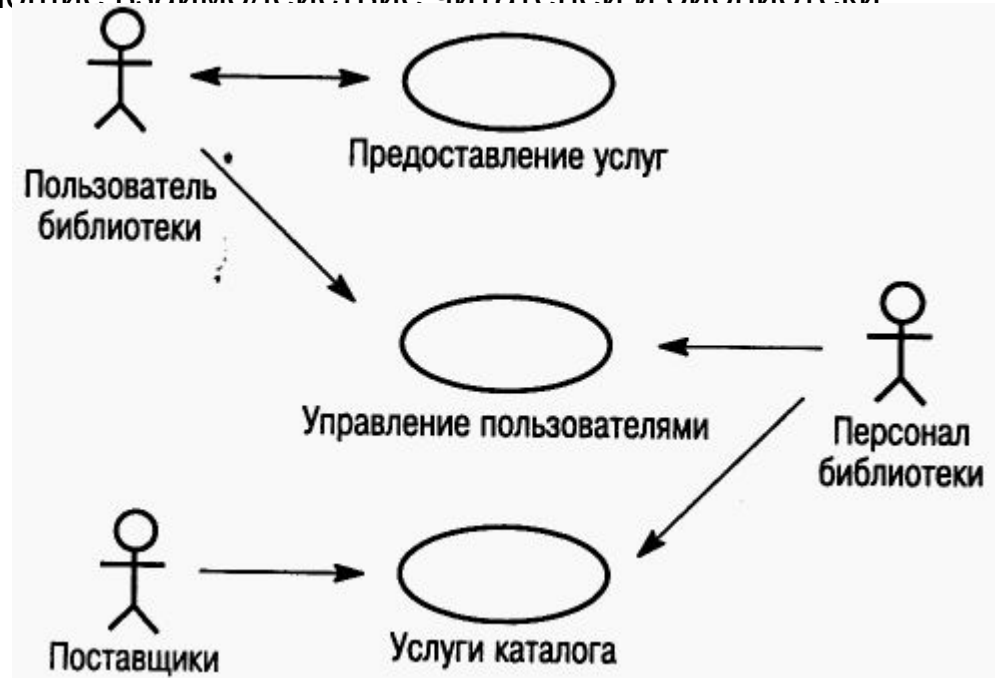 Предоставление услуг
Пользователь
библиотеки
Управление пользователями
Персонал
библиотеки
Поставщики
Услуги каталога